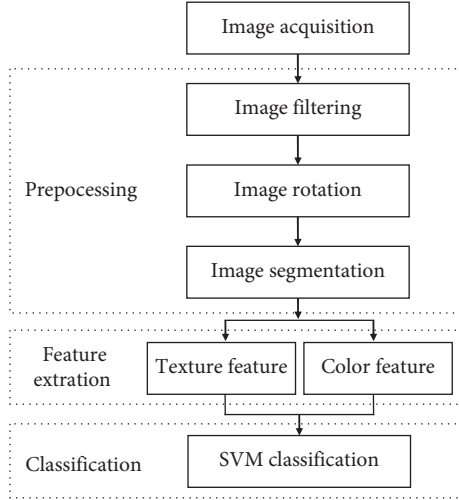 Image acquisition
Image filtering
Prepocessing
Image rotation
Image segmentation
Feature
extration
Texture feature
Color feature
SVM classification
Classification